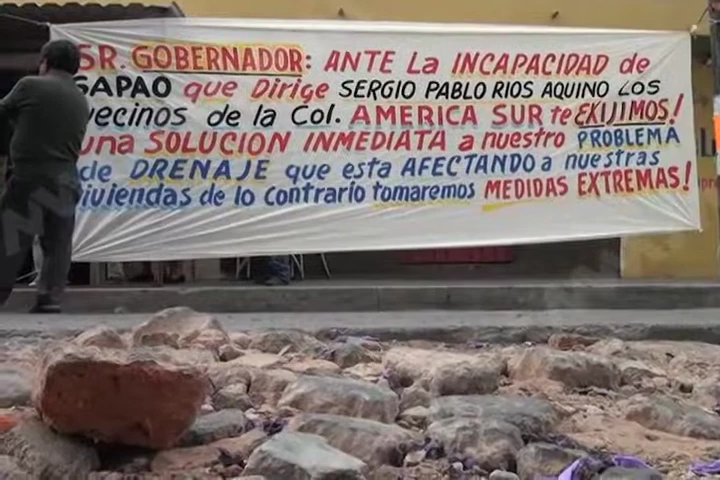 SR. GOBERNADOR: ANTE La INCAPACIDAD de
SAPAO que Dirige SERGIO PABLO RIOS AQUINO LOS
vecinos de la Col. AMERICA SUR te EXIJIMOS!
una SOLUCION INMEDIATA a nuestro PROBLEMA
de DRENAJE que esta AFECTANDO a nuestras
viviendas de lo contrario tomaremos MEDIDAS EXTREMAS!